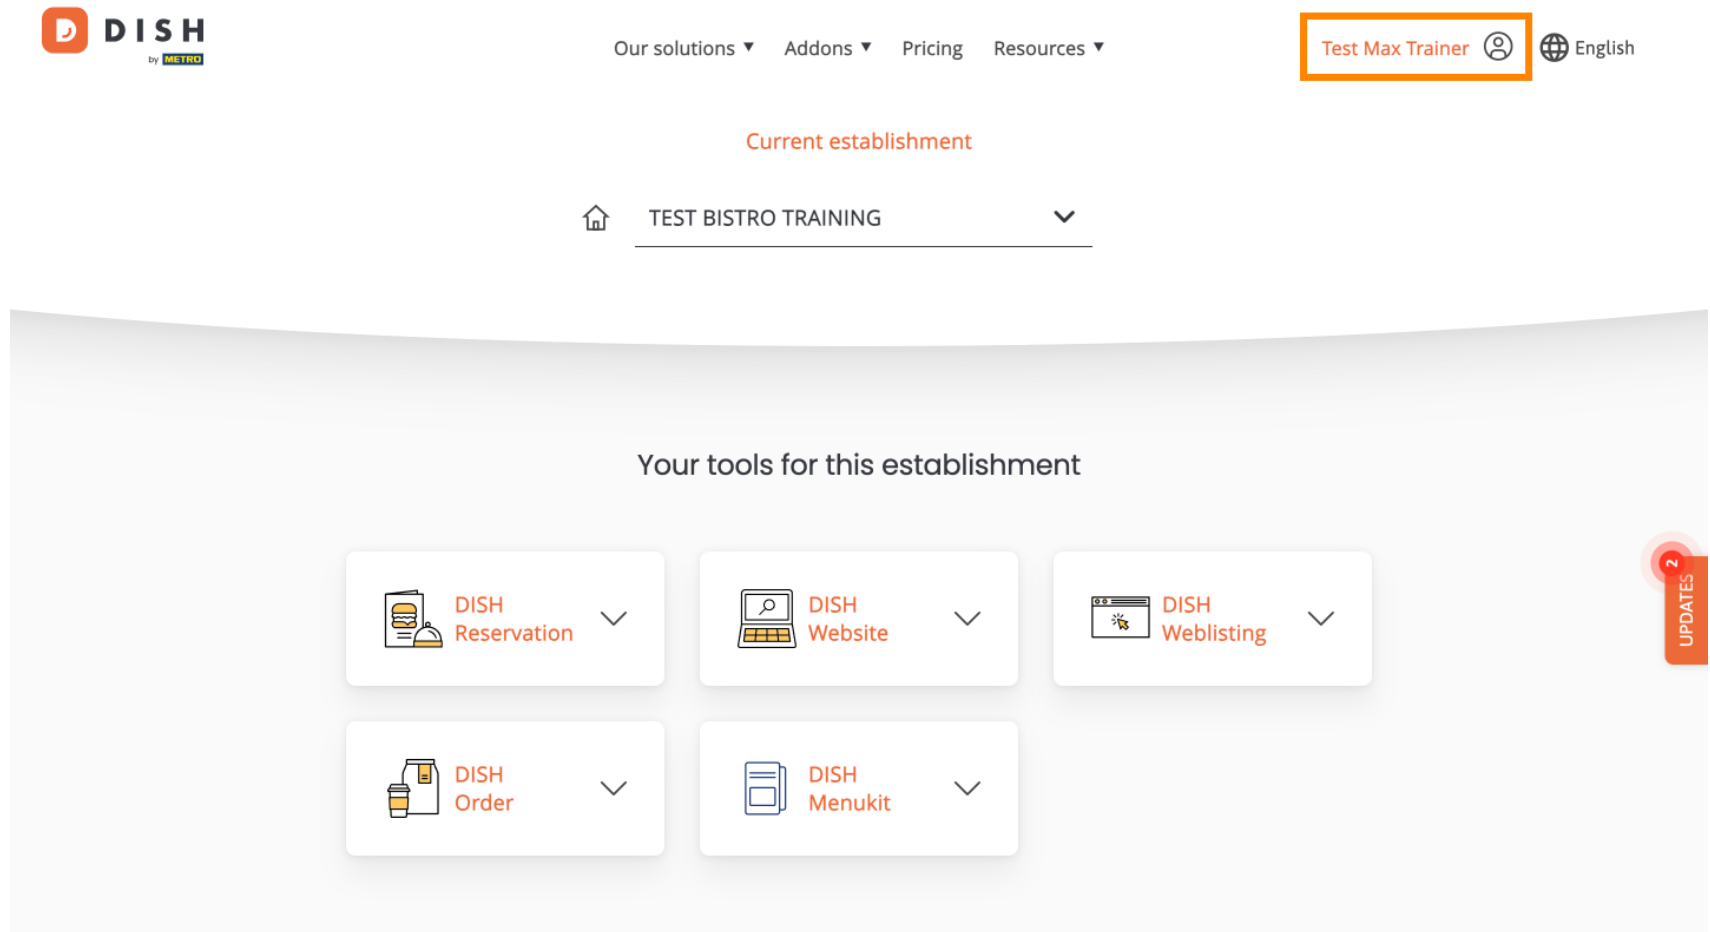 DISH
by METRO
Our solutions ▼ Addons ▼ Pricing Resources ▼
Test Max Trainer
English
Current establishment
TEST BISTRO TRAINING
Your tools for this establishment
DISH
Reservation
DISH
Website
DISH
Weblisting
2
UPDATES
DISH
Order
DISH
Menukit